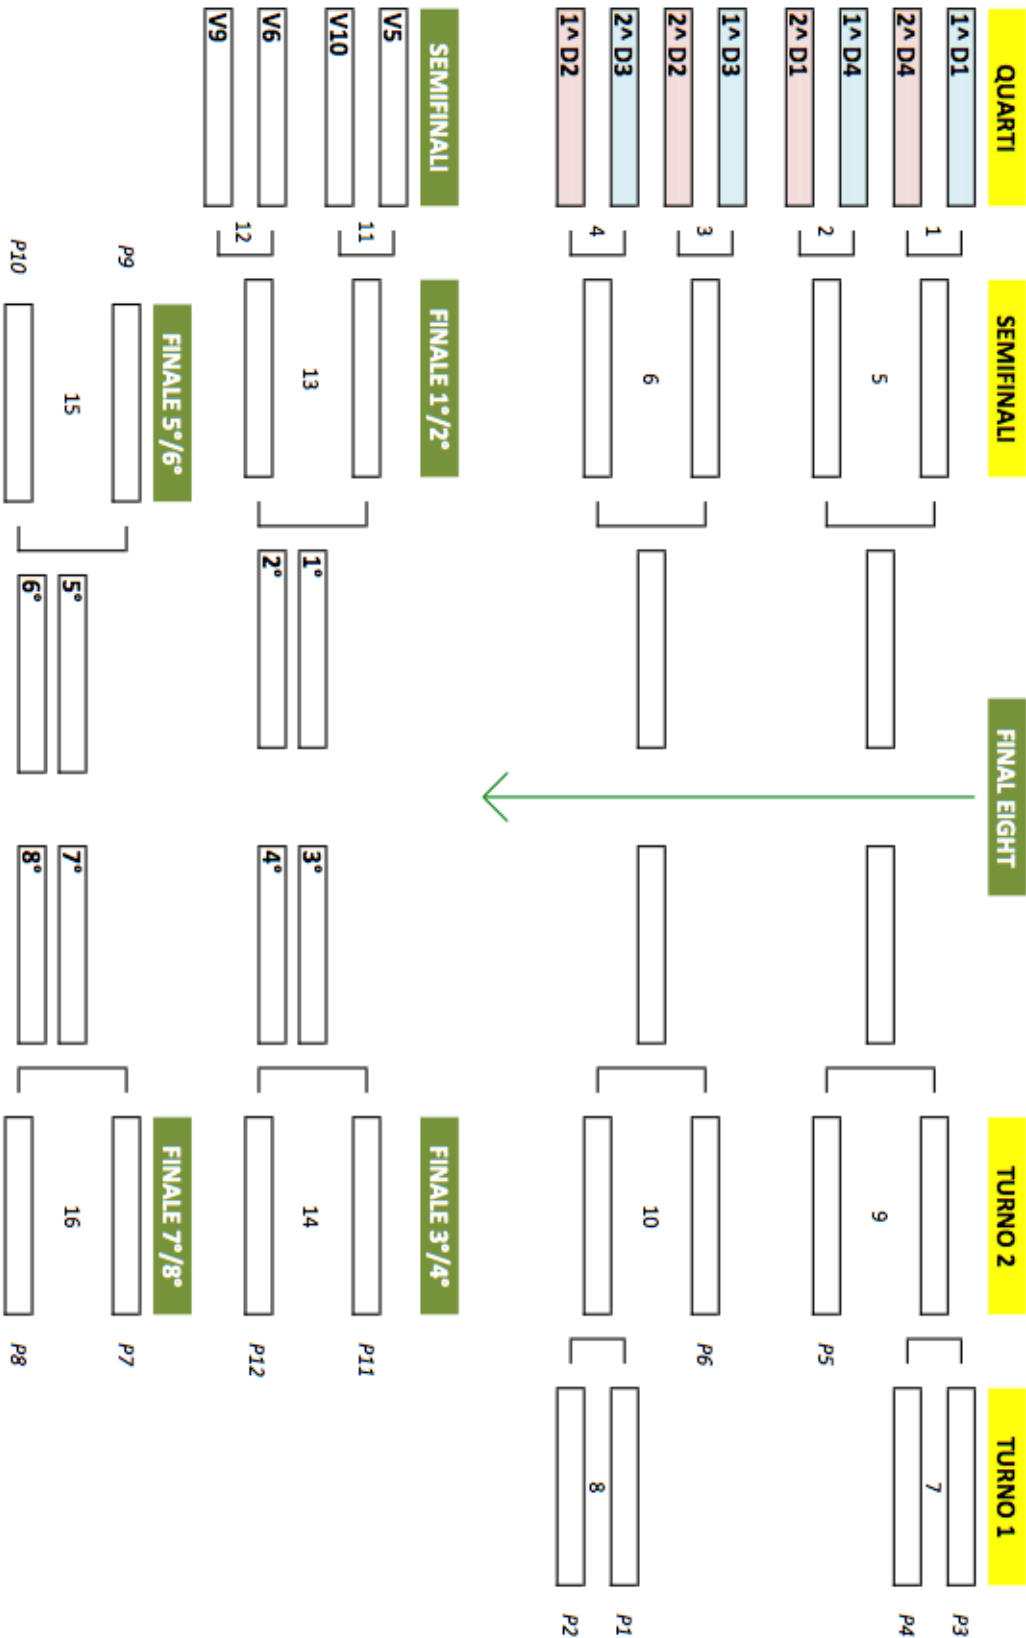 FINAL EIGHT
QUARTI
SEMIFINALI
TURNO 2
TURNO 1
1^ D1
1
2^ D4
5
9
7
P3
P4
1^ D4
2
2^ D1
P5
1^ D3
3
2^ D2
6
10
P6
2^ D3
4
1^ D2
8
P1
P2
SEMIFINALI
FINALE 1°/2°
FINALE 3°/4°
V5
11
V10
13
1°
2°
3°
4°
14
P11
P12
V6
12
V9
FINALE 5°/6°
FINALE 7°/8°
P9
15
P10
5°
6°
7°
8°
16
P7
P8